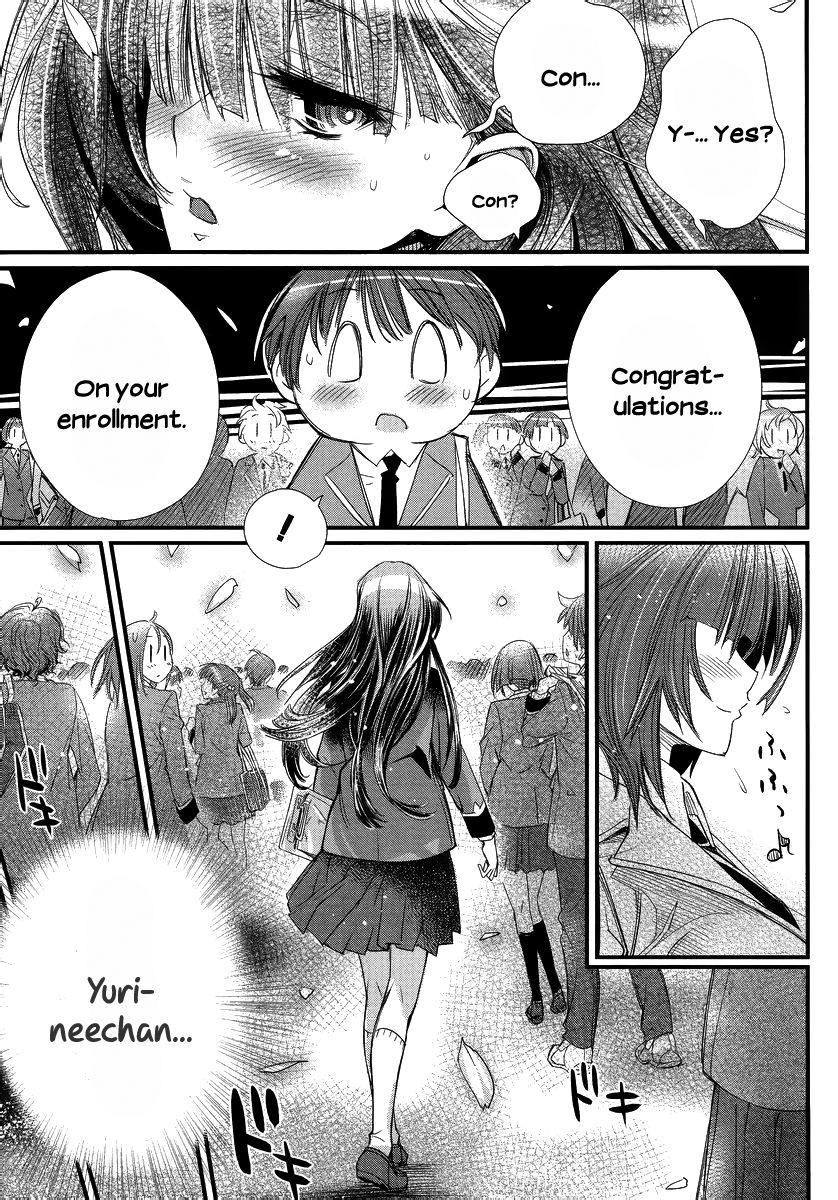 Y-... Yes?
Con...
Con?
Congrat-
ulations...
On your
enrollment.
!
ふふっ♪
ドキ
ドキ
ドキ
Yuri-
neechan...